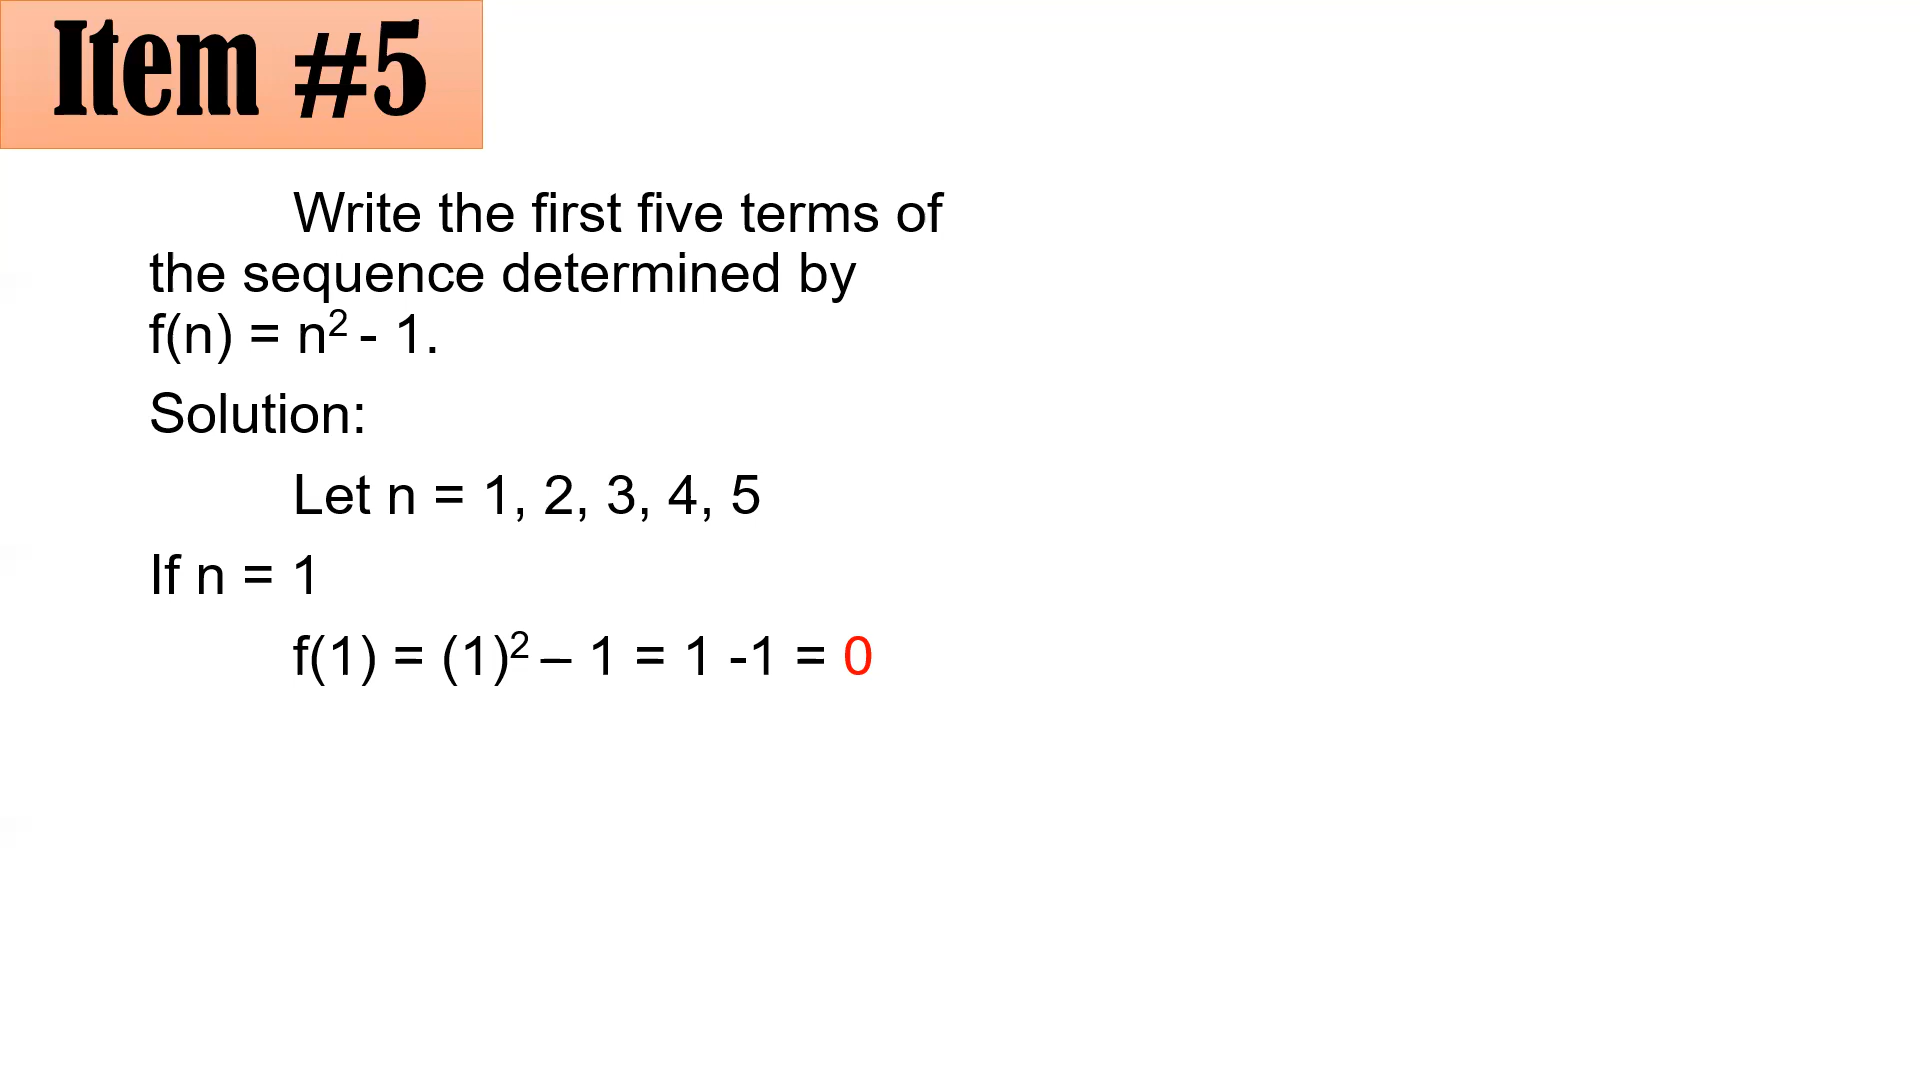 Item #5
Write the first five terms of
the sequence determined by
f(n) = n² - 1.
Solution:
Let n = 1, 2, 3, 4, 5
If n = 1
f(1) = (1)² – 1 = 1 -1 = 0